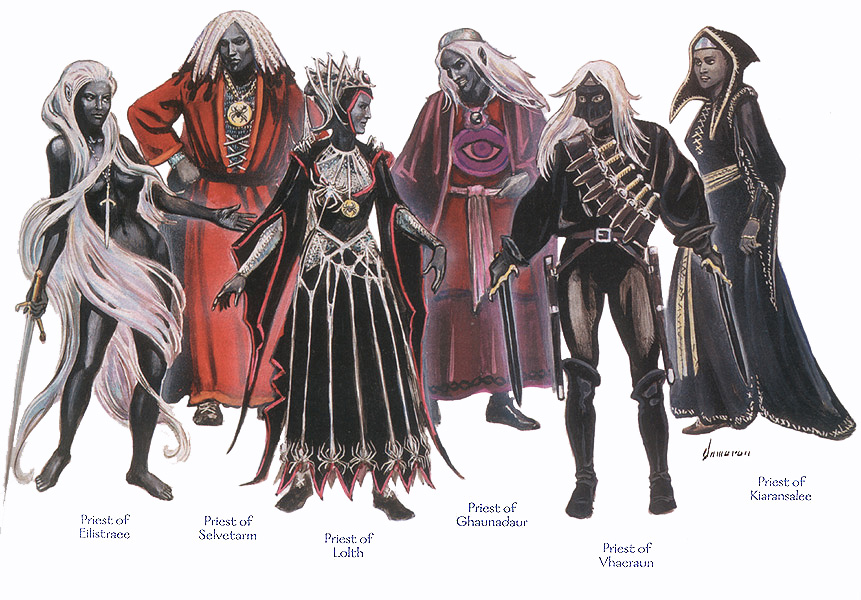 Priest of
Eilistraee
Priest of
Selvetarm
Priest of
Lolth
Priest of
Ghaunadaur
Priest of
Vhaeraun
Priest of
Kiaransalee